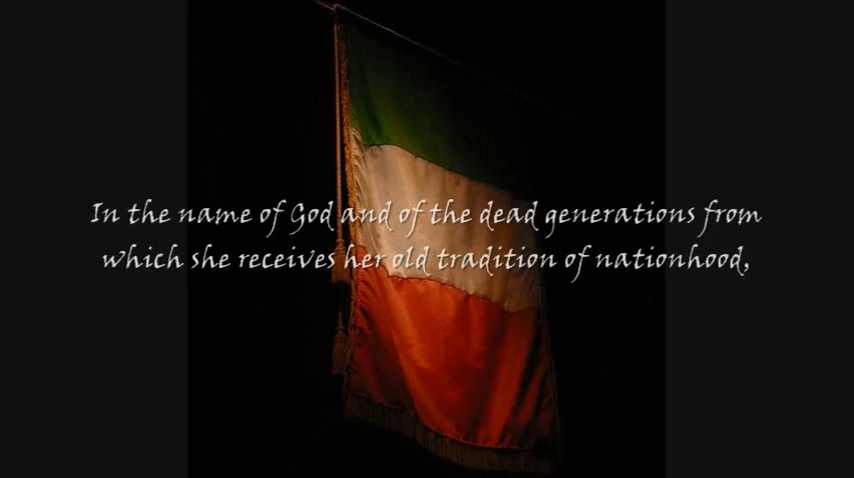 In the name of God and of the dead generations from
which she receives her old tradition of nationhood,